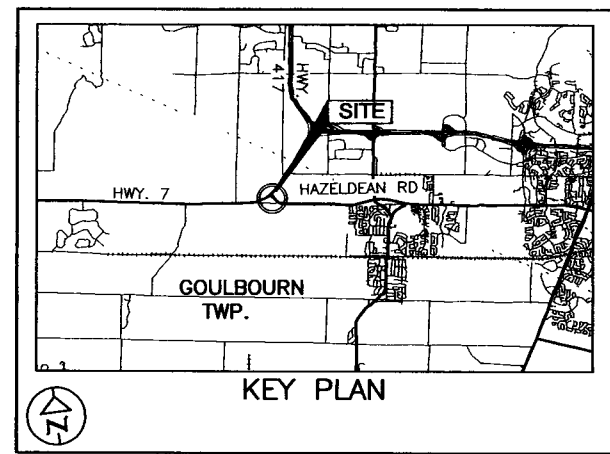 HWY.
417
SITE
HWY. 7
HAZELDEAN RD
GOULBOURN
TWP.
KEY PLAN
N